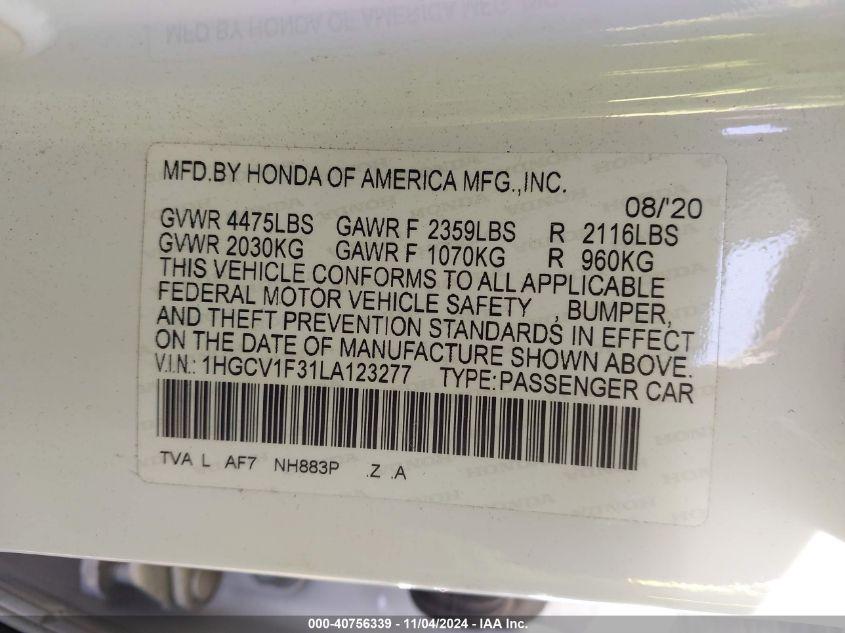 MFD.BY HONDA OF AMERICA MFG.,INC.
08/'20
GVWR 4475LBS GAWR F 2359LBS R 2116LBS
GVWR 2030KG GAWR F 1070KG R 960KG
THIS VEHICLE CONFORMS TO ALL APPLICABLE
FEDERAL MOTOR VEHICLE SAFETY , BUMPER,
AND THEFT PREVENTION STANDARDS IN EFFECT
ON THE DATE OF MANUFACTURE SHOWN ABOVE.
V.I.N.: 1HGCV1F31LA123277 TYPE:PASSENGER CAR
TVA L AF7 NH883P .Z .A
000-40756339 - 11/04/2024 - IAA Inc.